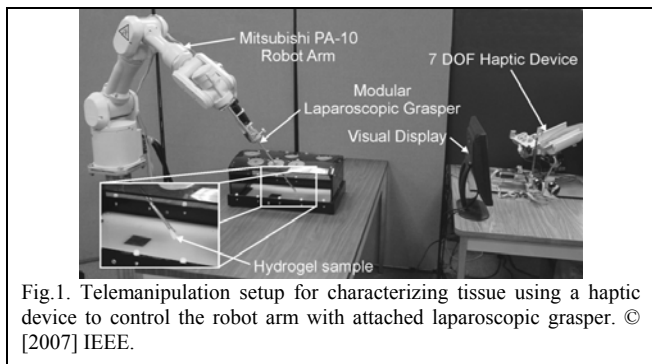 Mitsubishi PA-10
Robot Arm
7 DOF Haptic Device
Modular
Laparoscopic Grasper
Visual Display
Hydrogel sample
Fig.1. Telemanipulation setup for characterizing tissue using a haptic
device to control the robot arm with attached laparoscopic grasper. ©
[2007] IEEE.